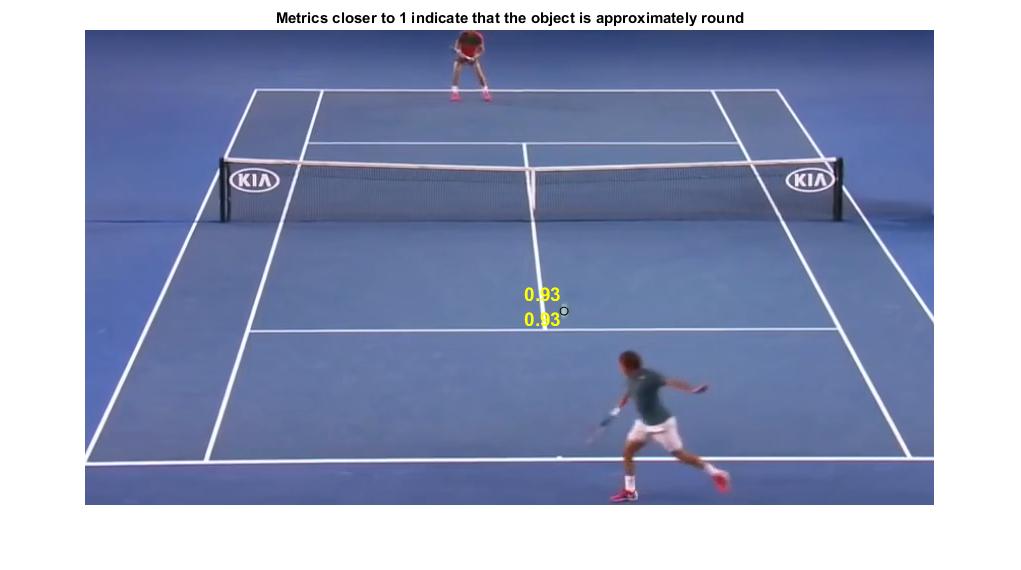 Metrics closer to 1 indicate that the object is approximately round
KIA
KIA
0.93
0.93